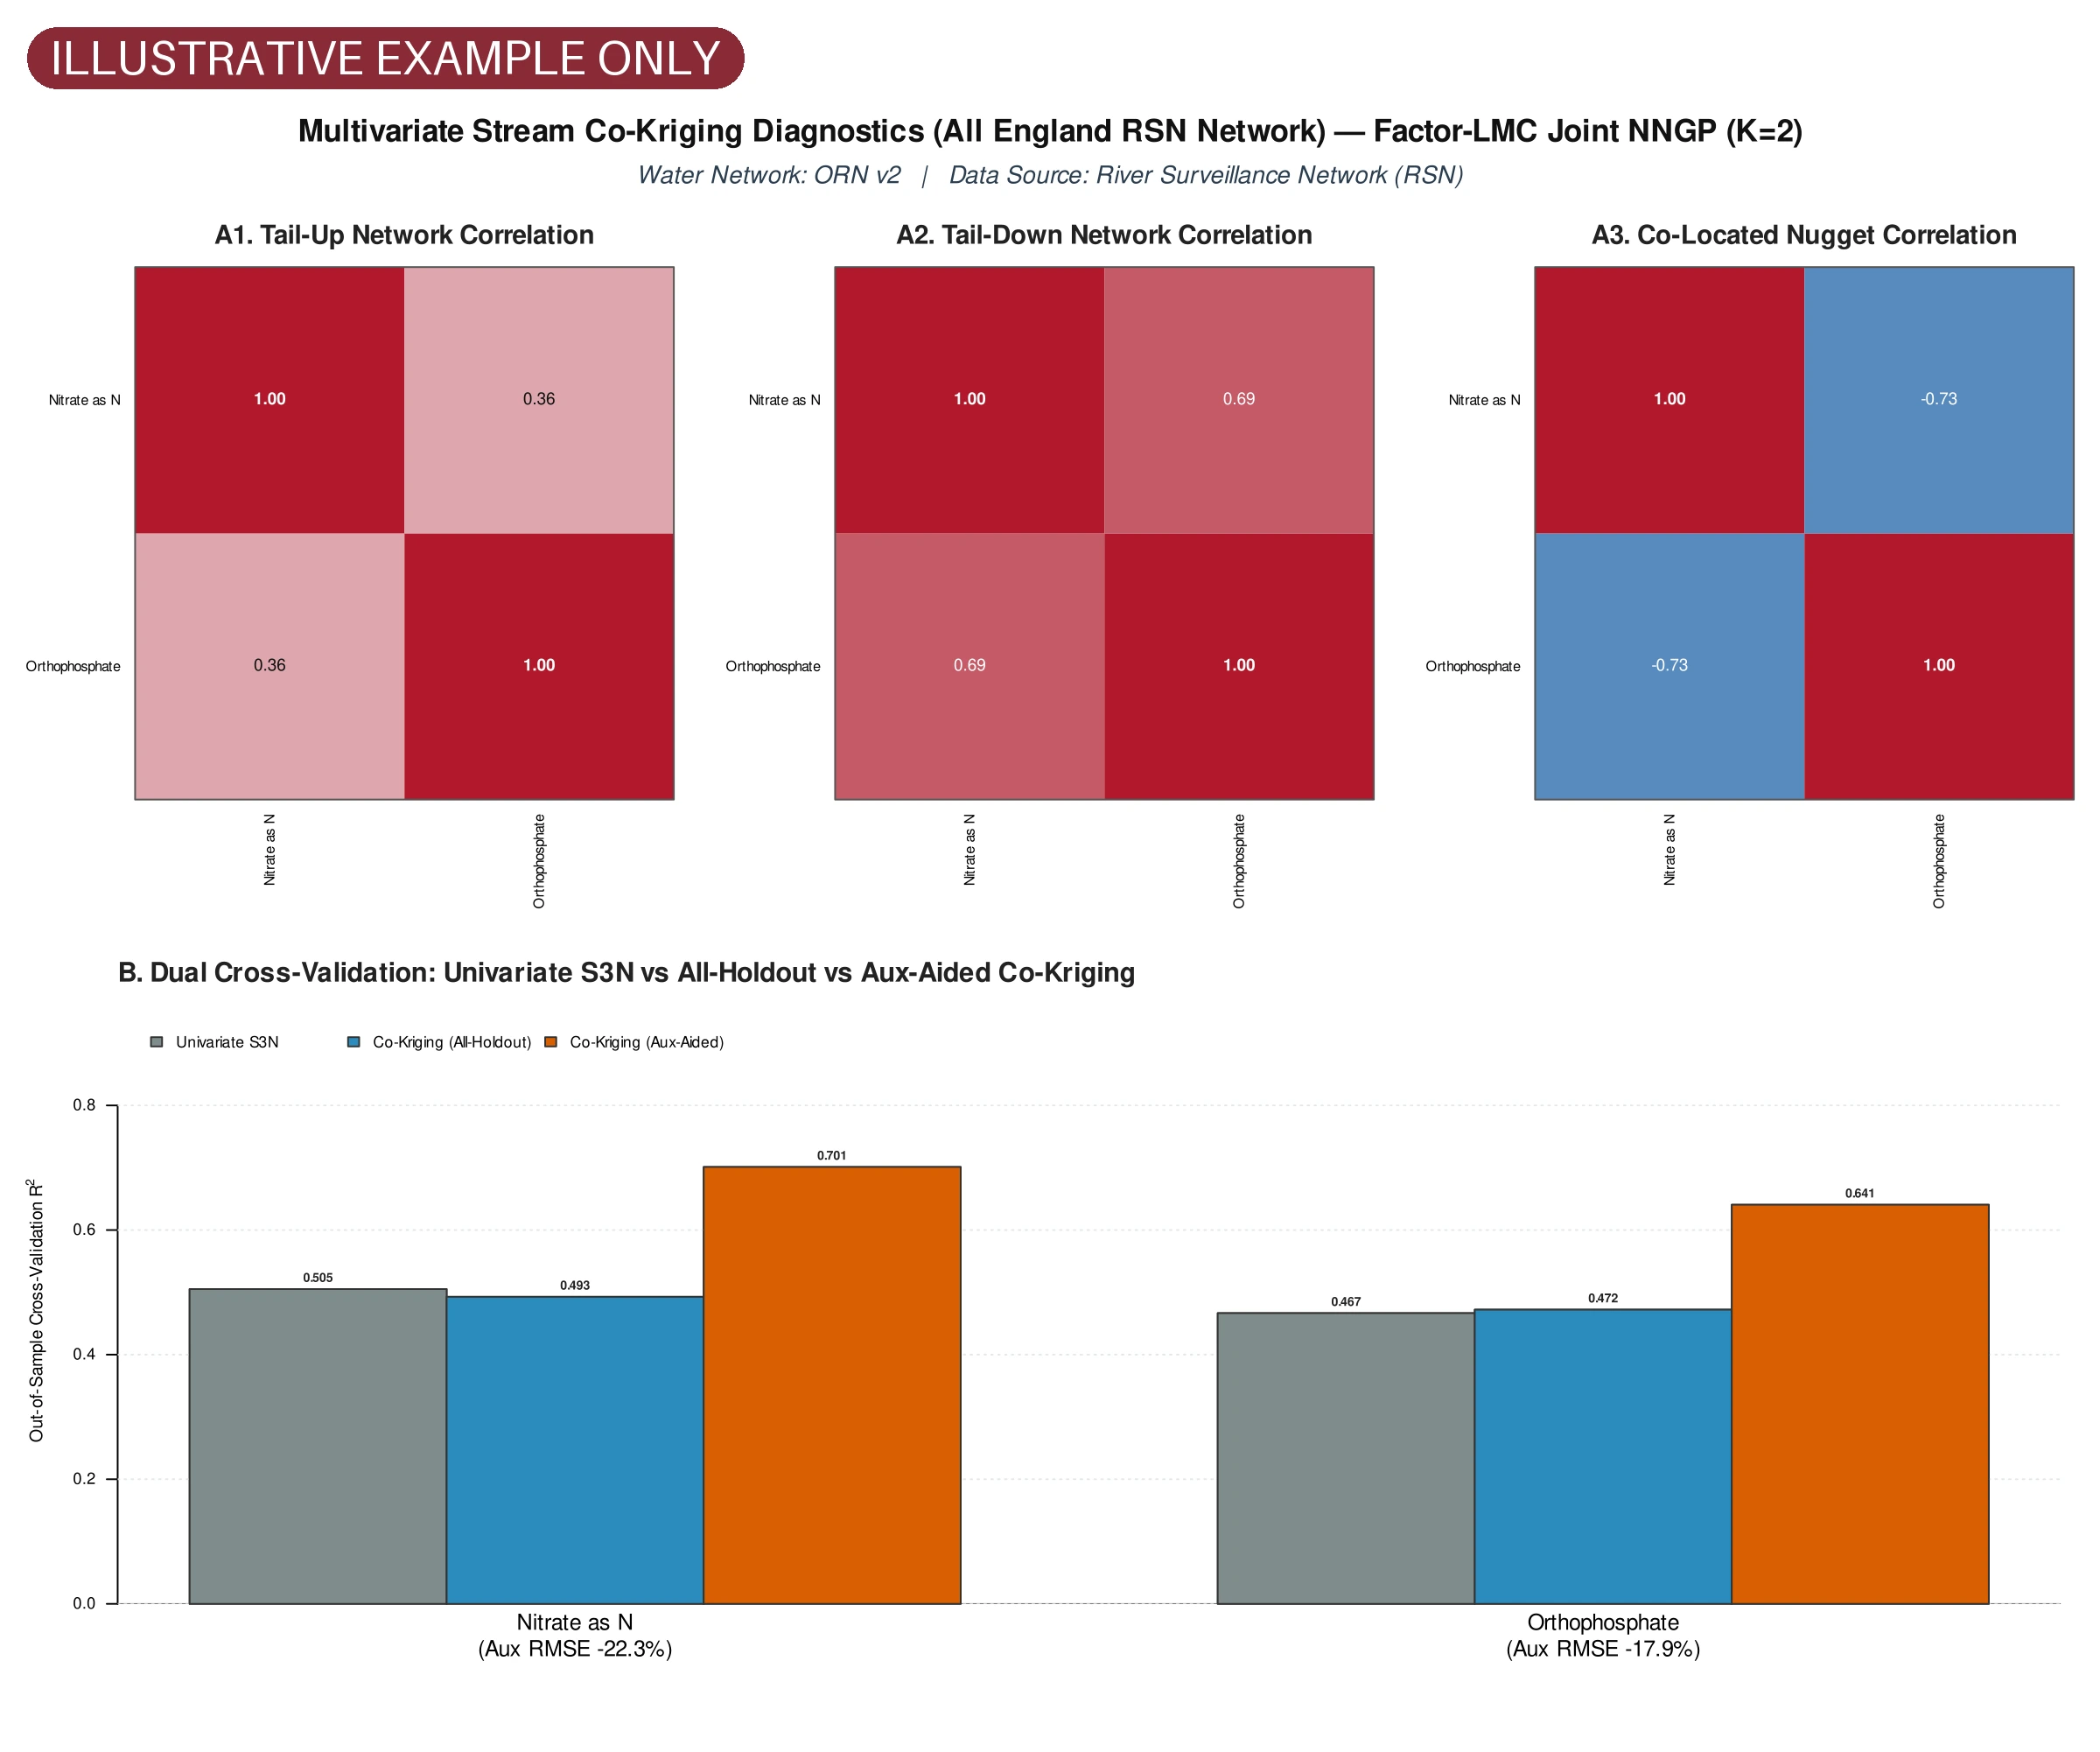 ILLUSTRATIVE EXAMPLE ONLY
Multivariate Stream Co-Kriging Diagnostics (All England RSN Network) — Factor-LMC Joint NNGP (K=2)
Water Network: ORN v2 | Data Source: River Surveillance Network (RSN)
A1. Tail-Up Network Correlation
Nitrate as N
1.00
0.36
Orthophosphate
0.36
1.00
Nitrate as N
Orthophosphate
A2. Tail-Down Network Correlation
Nitrate as N
1.00
0.69
Orthophosphate
0.69
1.00
Nitrate as N
Orthophosphate
A3. Co-Located Nugget Correlation
Nitrate as N
1.00
-0.73
Orthophosphate
-0.73
1.00
Nitrate as N
Orthophosphate
B. Dual Cross-Validation: Univariate S3N vs All-Holdout vs Aux-Aided Co-Kriging
Univariate S3N
Co-Kriging (All-Holdout)
Co-Kriging (Aux-Aided)
Out-of-Sample Cross-Validation R²
0.8
0.6
0.4
0.2
0.0
0.505
0.493
0.701
0.467
0.472
0.641
Nitrate as N
(Aux RMSE -22.3%)
Orthophosphate
(Aux RMSE -17.9%)